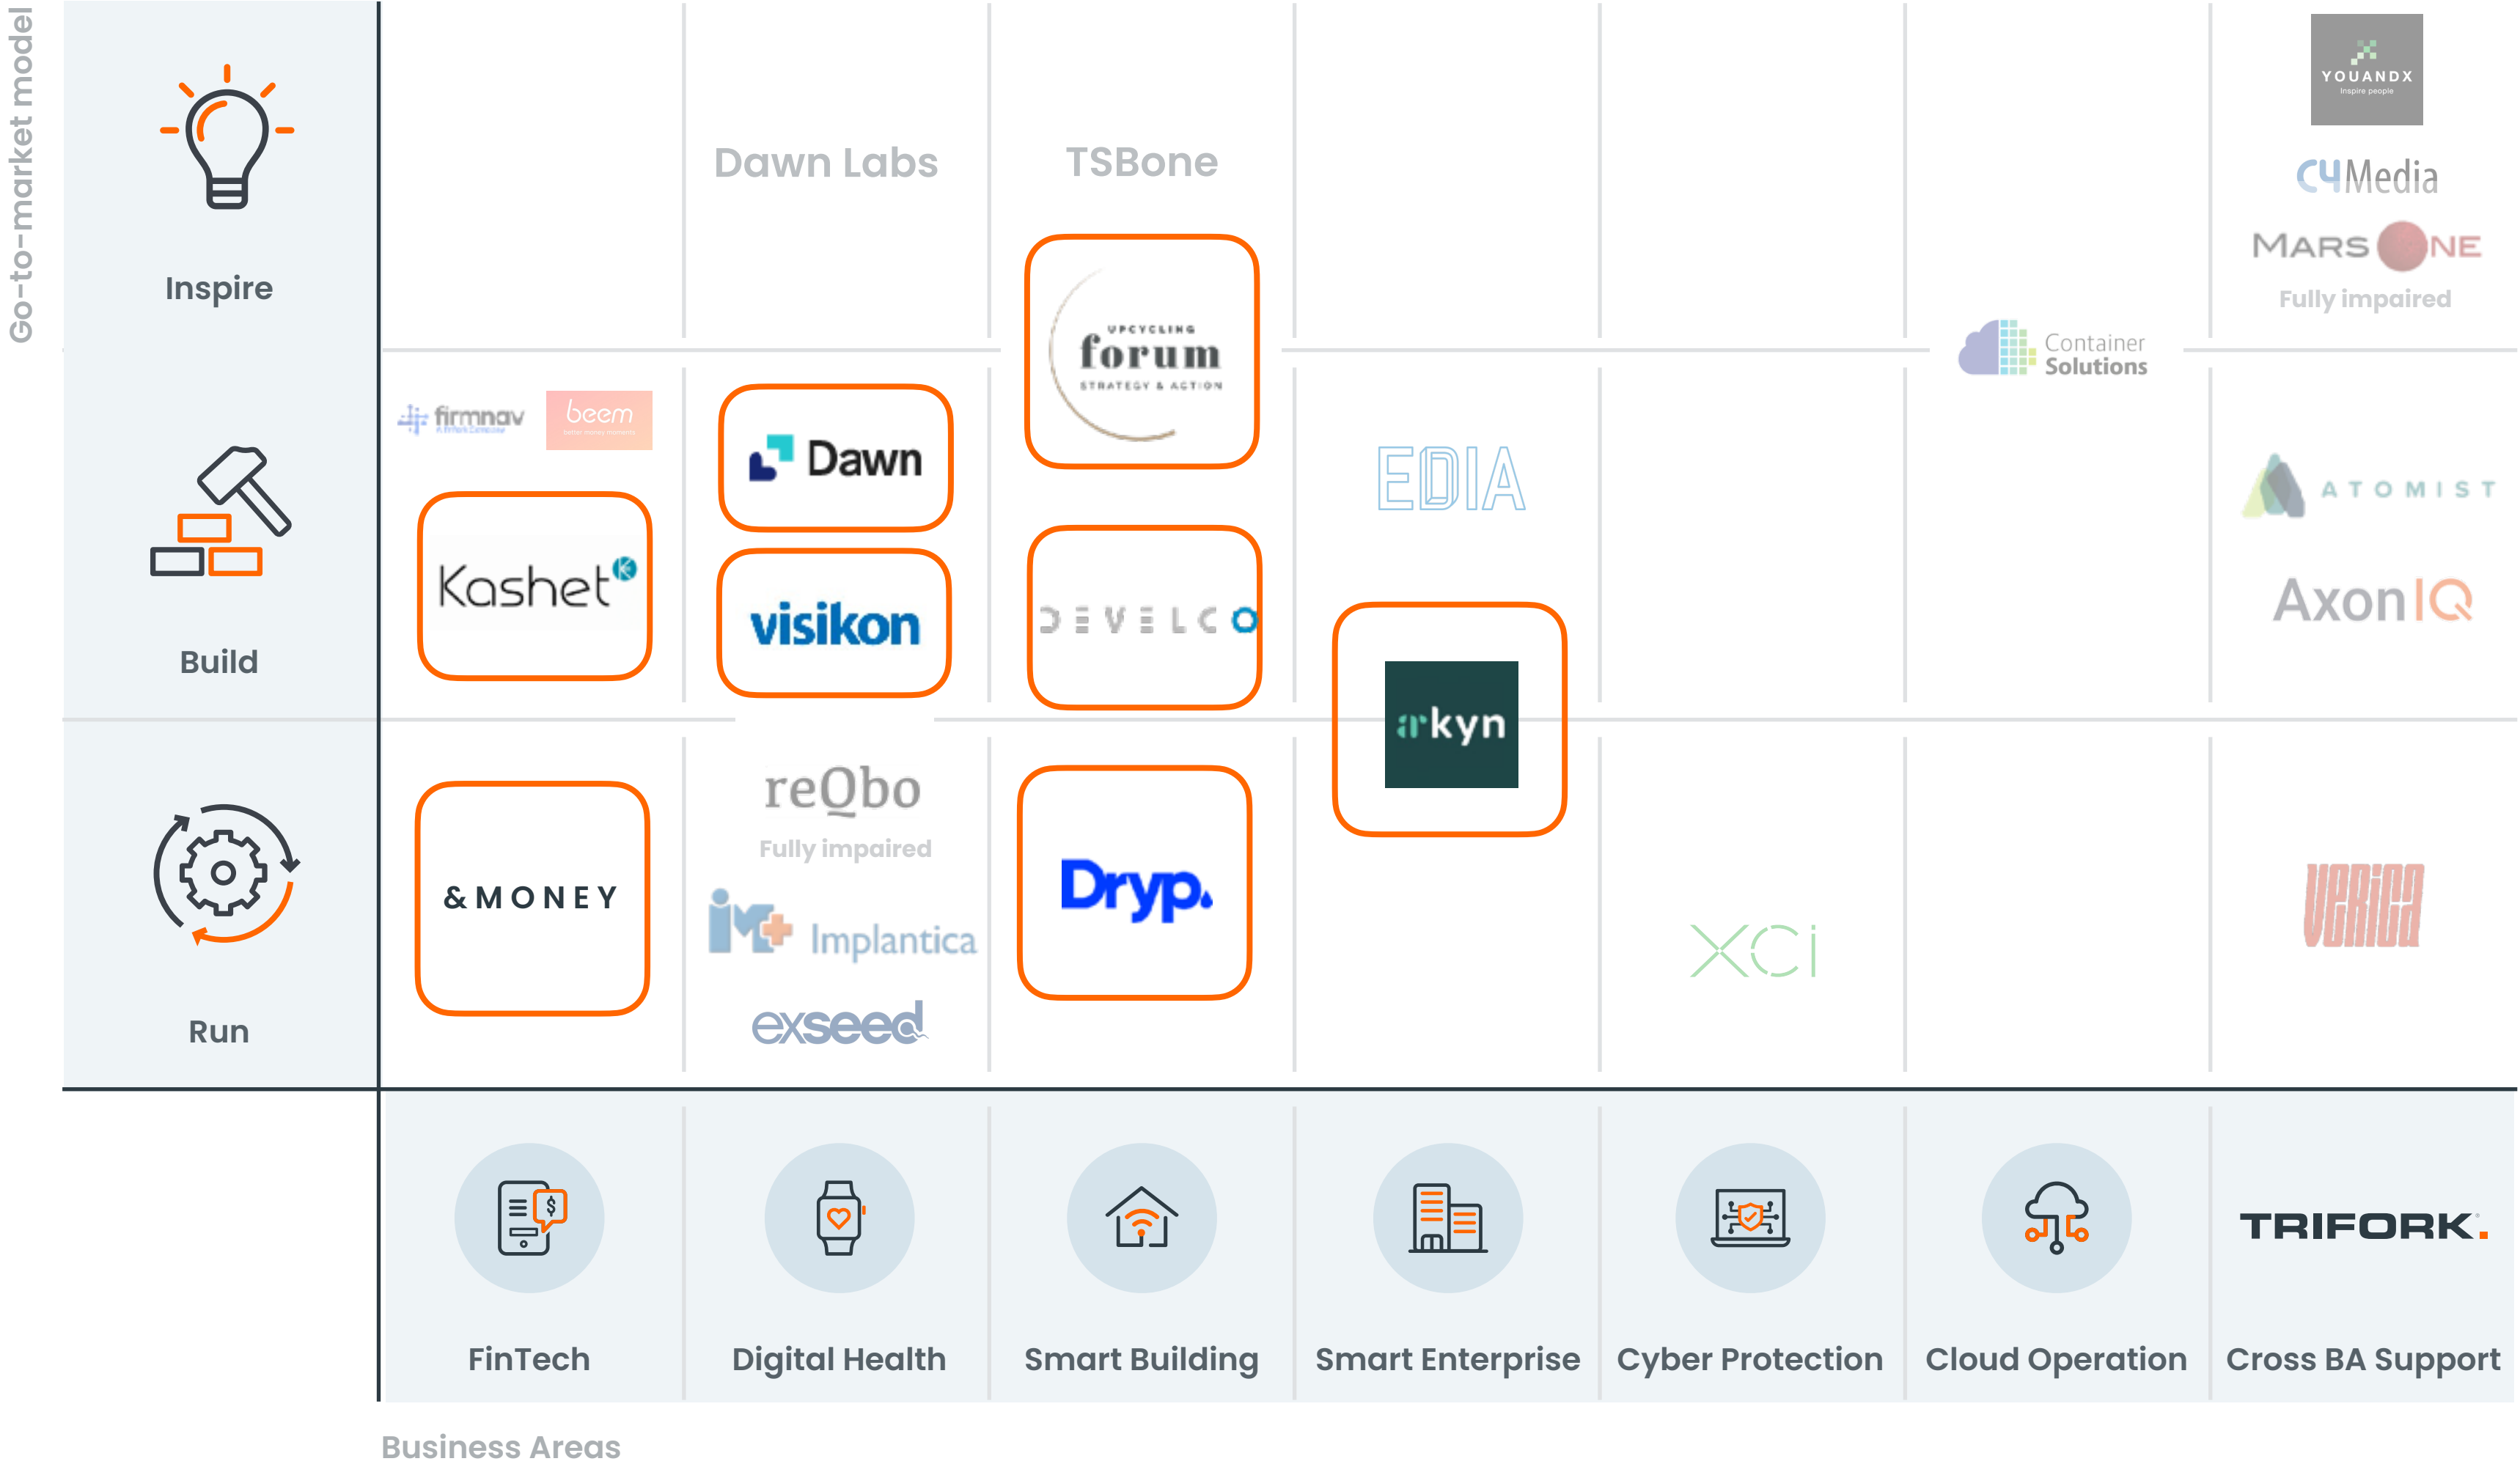 Go-to-market model
Inspire
Dawn Labs
TSBone
UPCYCLING
forum
STRATEGY & ACTION
YOUANDX
Inspire people
C4Media
MARS ONE
Fully impaired
Container
Solutions
Build
firmnav
beem
better money moments
Kashet
Dawn
visikon
DEVELCO
EDIA
arkyn
ATOMIST
AxonIQ
Run
&MONEY
reQbo
Fully impaired
Implantica
exseed
Dryp.
XCi
verica
$
FinTech
Digital Health
Smart Building
Smart Enterprise
Cyber Protection
Cloud Operation
TRIFORK.
Cross BA Support
Business Areas